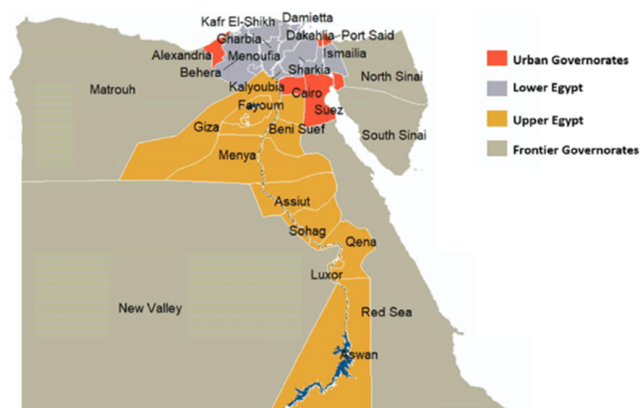 Kafr El-Shikh
Damietta
Gharbia
Dakahlia
Port Said
Alexandria
Menoufia
Ismailia
Behera
Sharkia
North Sinai
Matrouh
Kalyoubia
Cairo
Fayoum
Suez
Giza
Beni Suef
South Sinai
Menya
Assiut
Sohag
Qena
Luxor
New Valley
Red Sea
Aswan
Urban Governorates
Lower Egypt
Upper Egypt
Frontier Governorates